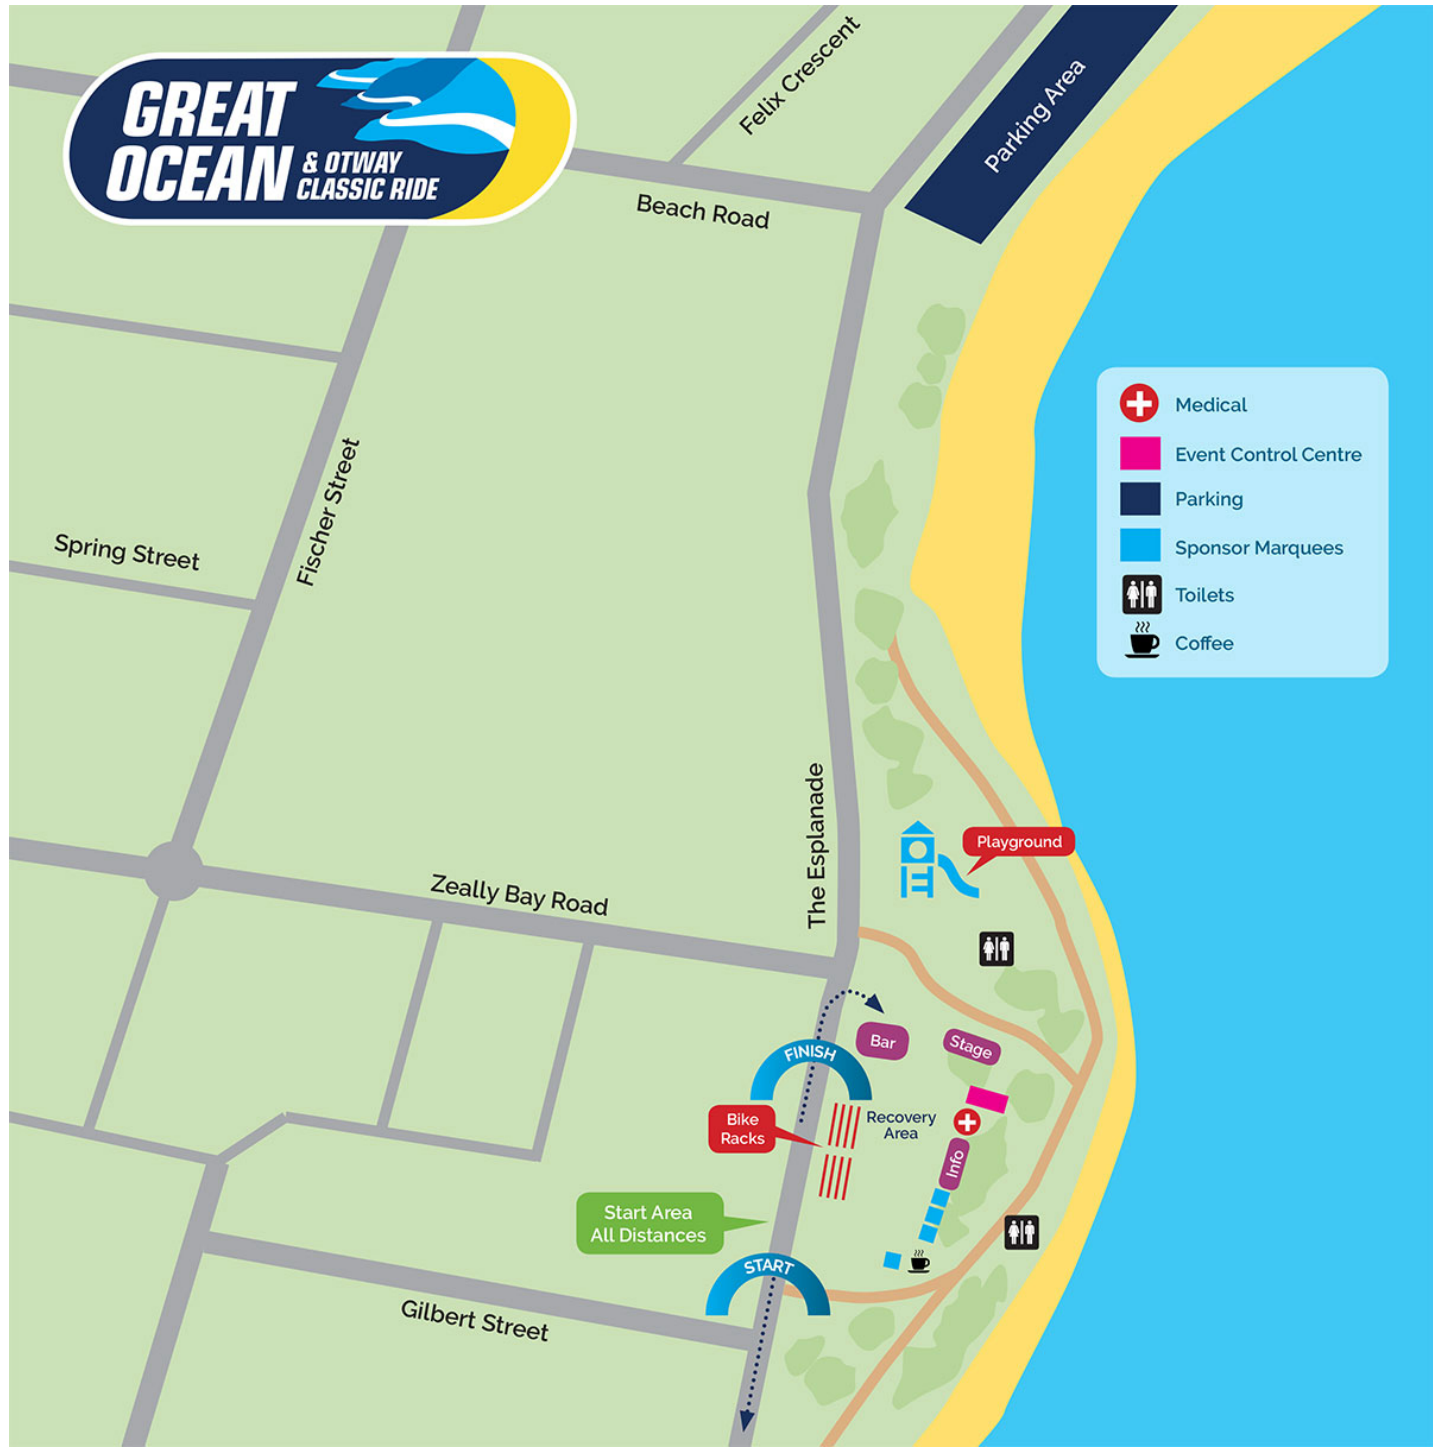 GREAT
OCEAN
& OTWAY
CLASSIC RIDE
Felix Crescent
Parking Area
Beach Road
Medical
Event Control Centre
Parking
Sponsor Marquees
Toilets
Coffee
Fischer Street
Spring Street
The Esplanade
Playground
Zeally Bay Road
Bar
Stage
FINISH
Bike
Racks
Recovery
Area
Info
Start Area
All Distances
START
Gilbert Street